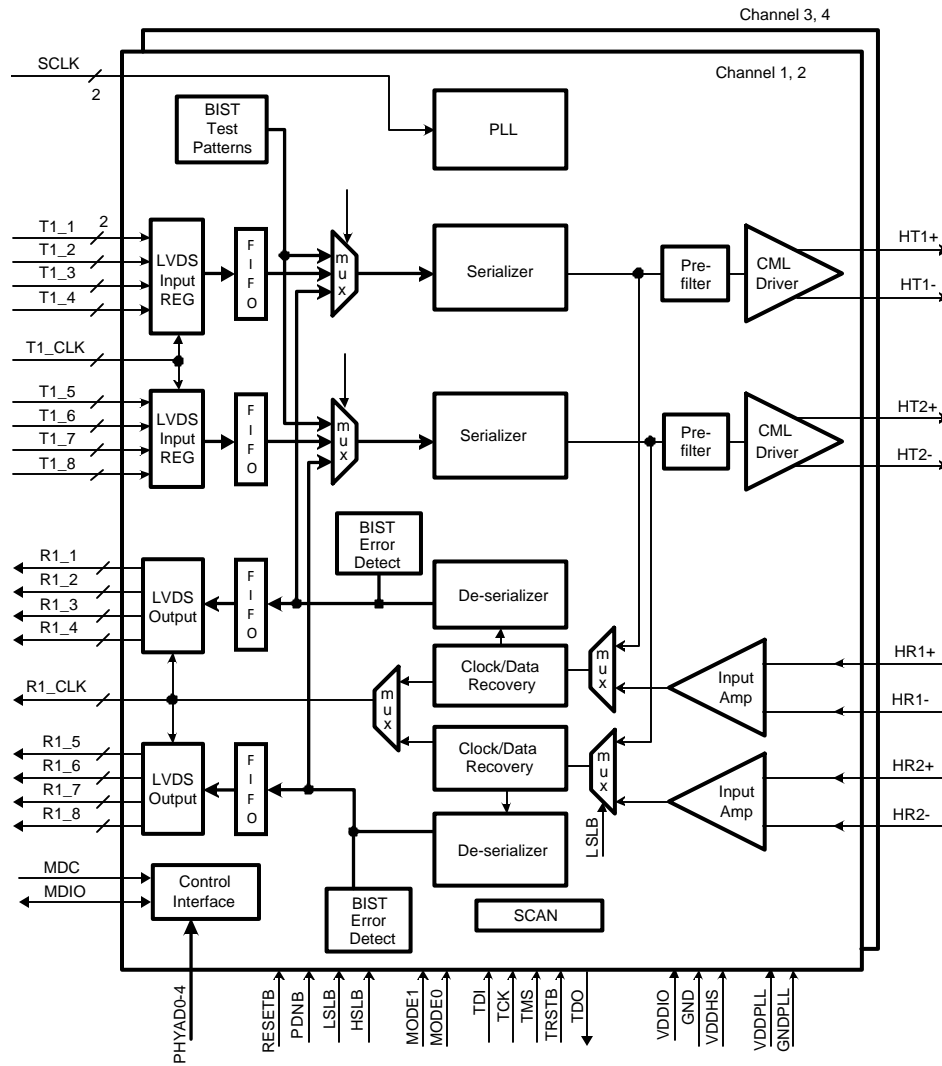 Channel 3, 4
Channel 1, 2
SCLK
2
BIST
Test
Patterns
PLL
T1_1
2
T1_2
T1_3
T1_4
LVDS
Input
REG
F
I
F
O
mux
Serializer
Pre-
filter
CML
Driver
HT1+
HT1-
T1_CLK
T1_5
T1_6
T1_7
T1_8
LVDS
Input
REG
F
I
F
O
mux
Serializer
Pre-
filter
CML
Driver
HT2+
HT2-
BIST
Error
Detect
R1_1
R1_2
R1_3
R1_4
LVDS
Output
F
I
F
O
De-serializer
Clock/Data
Recovery
mux
Input
Amp
HR1+
HR1-
R1_CLK
mux
Clock/Data
Recovery
mux
LSLB
Input
Amp
HR2+
HR2-
R1_5
R1_6
R1_7
R1_8
LVDS
Output
F
I
F
O
De-serializer
MDC
MDIO
Control
Interface
BIST
Error
Detect
SCAN
PHYAD0-4
RESETB
PDNB
LSLB
HSLB
MODE1
MODE0
TDI
TCK
TMS
TRSTB
TDO
VDDIO
GND
VDDHS
VDDPLL
GNDPLL